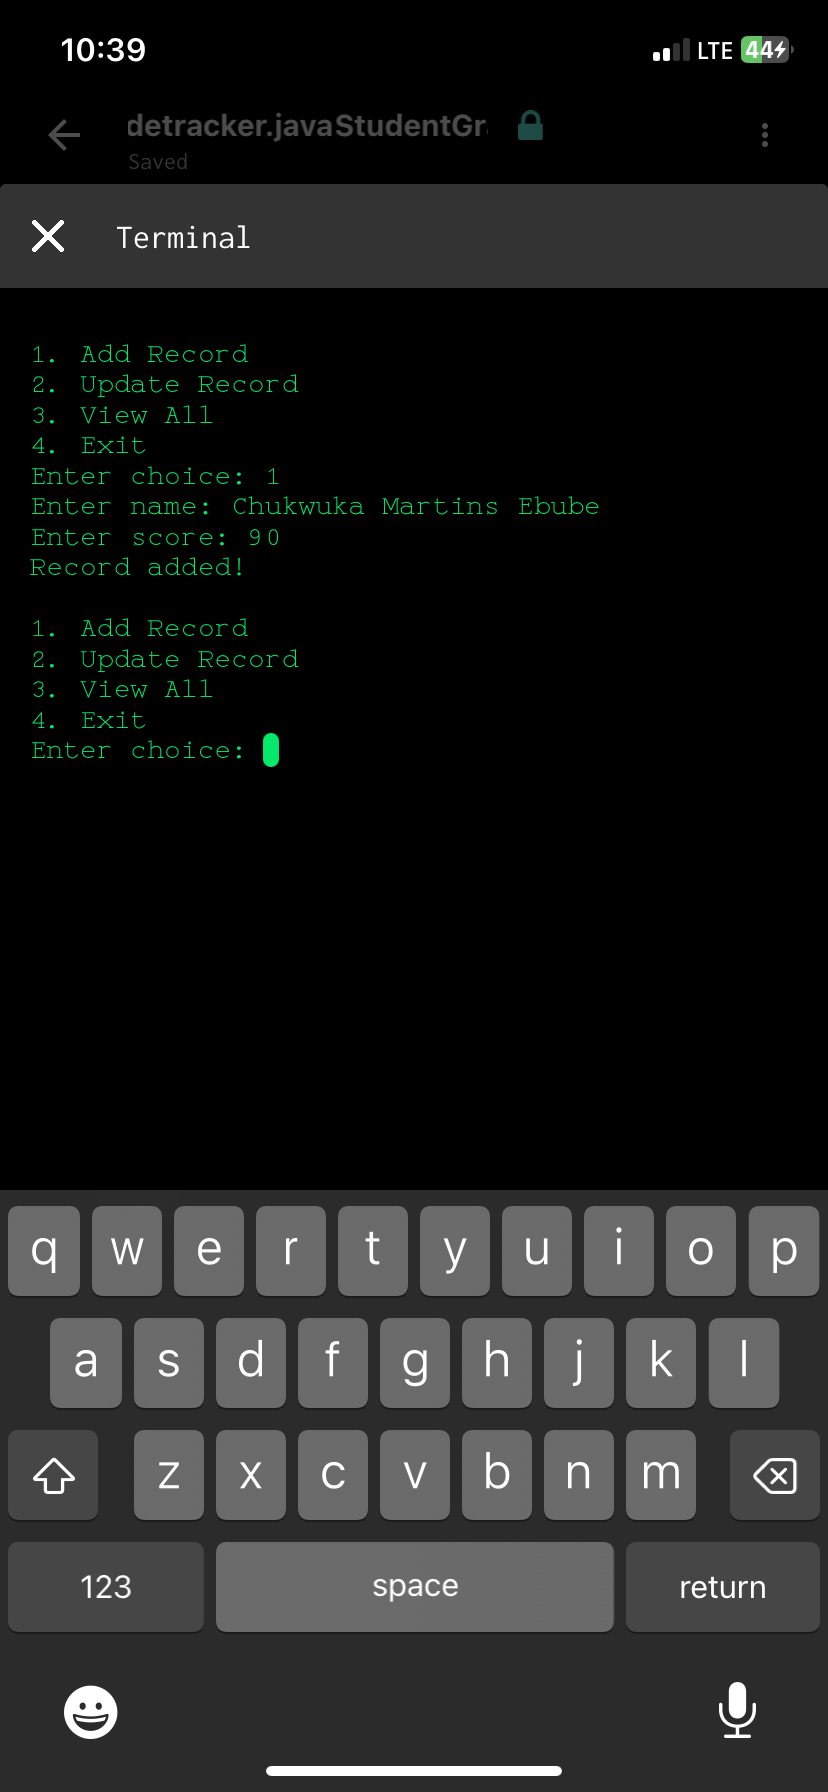 10:39
LTE 44
detracker.javaStudentGr
Saved
Terminal
1. Add Record
2. Update Record
3. View All
4. Exit
Enter choice: 1
Enter name: Chukwuka Martins Ebube
Enter score: 90
Record added!
1. Add Record
2. Update Record
3. View All
4. Exit
Enter choice:
q w e r t y u i o p
a s d f g h j k l
z x c v b n m
123 space return